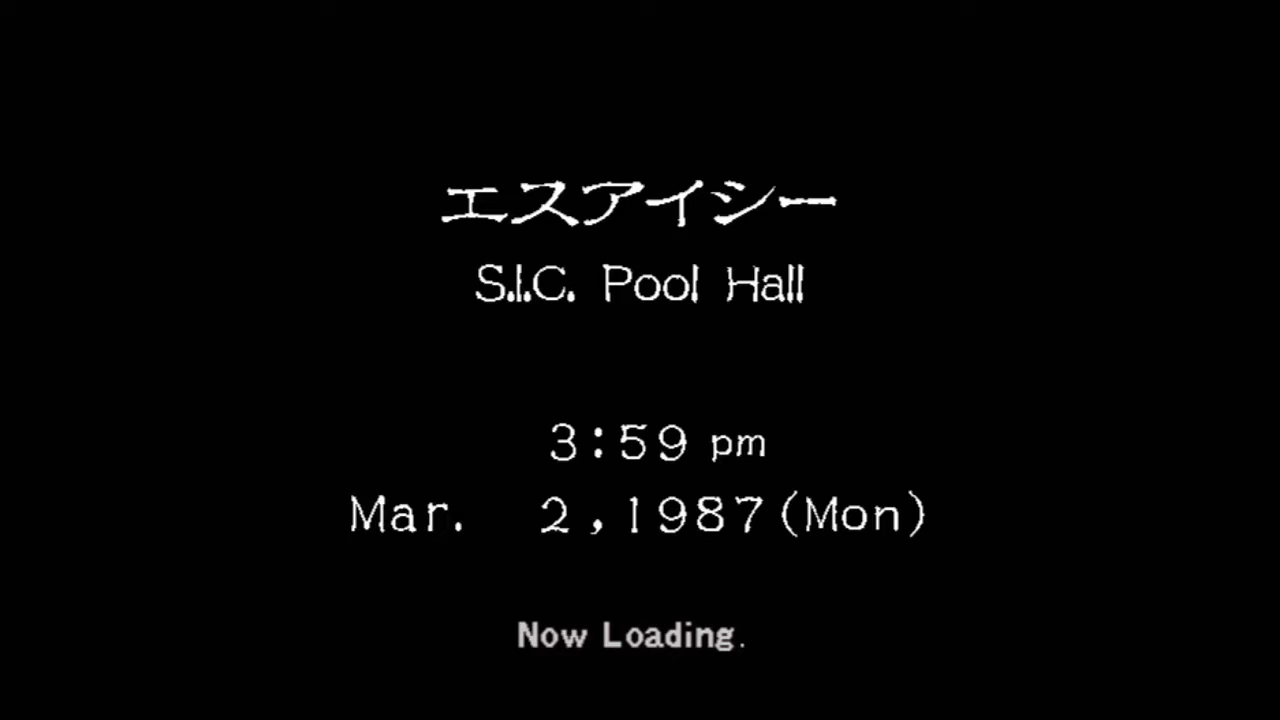 エスアイシー
S.I.C. Pool Hall
3:59 pm
Mar. 2,1987(Mon)
Now Loading.